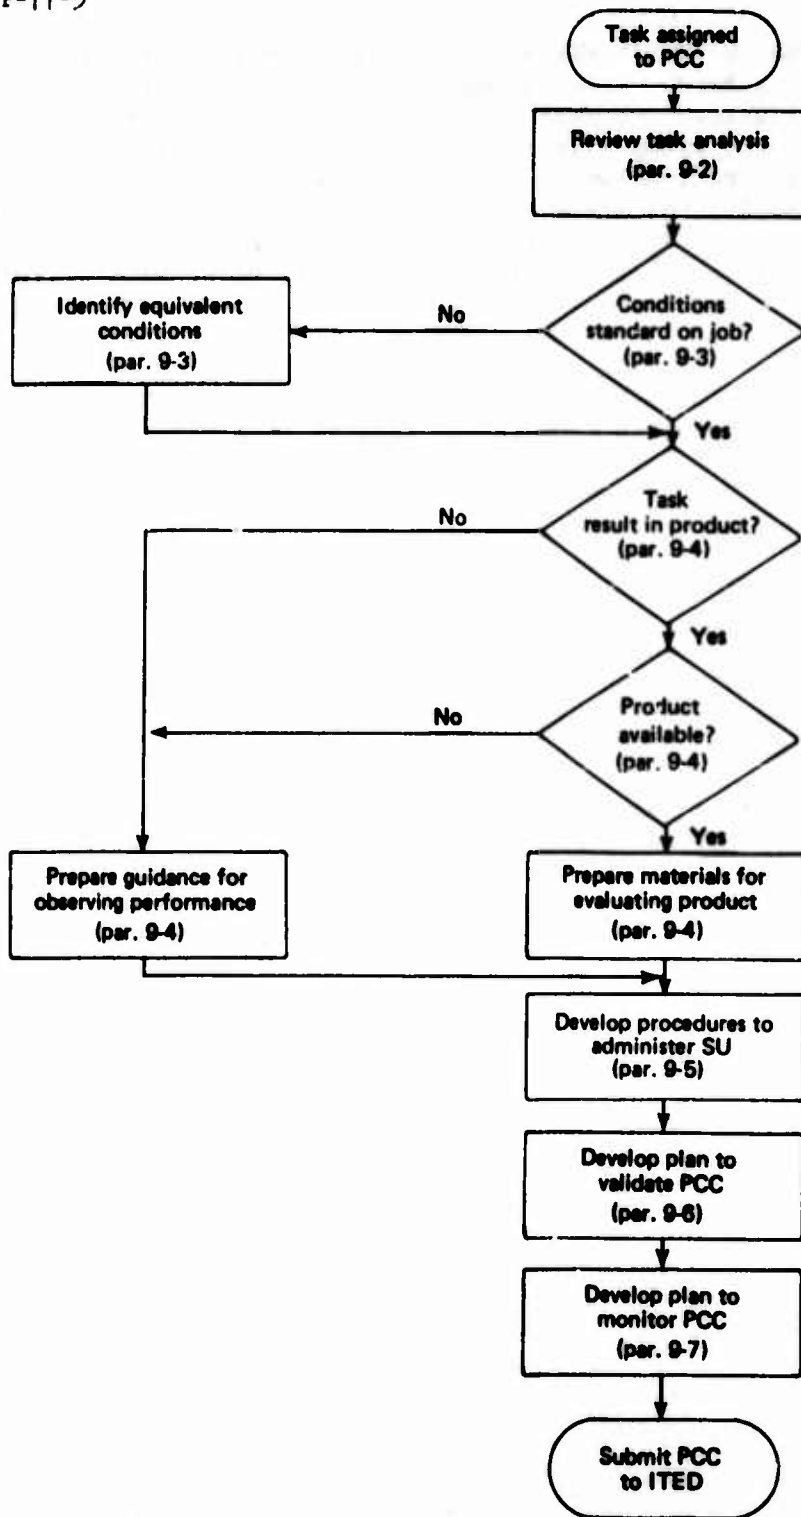 Task assigned
to PCC
Review task analysis
(par. 9-2)
Conditions
standard on job?
(par. 9-3)
No
Identify equivalent
conditions
(par. 9-3)
Yes
Task
result in product?
(par. 9-4)
No
Yes
Product
available?
(par. 9-4)
No
Yes
Prepare guidance for
observing performance
(par. 9-4)
Prepare materials for
evaluating product
(par. 9-4)
Develop procedures to
administer SU
(par. 9-5)
Develop plan to
validate PCC
(par. 9-6)
Develop plan to
monitor PCC
(par. 9-7)
Submit PCC
to ITED